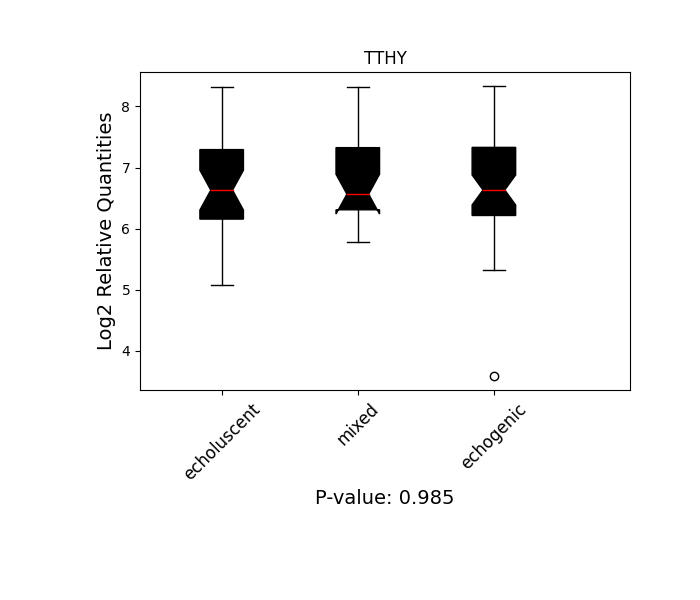 TTHY
Log2 Relative Quantities
8
7
6
5
4
echoluscent
mixed
echogenic
P-value: 0.985